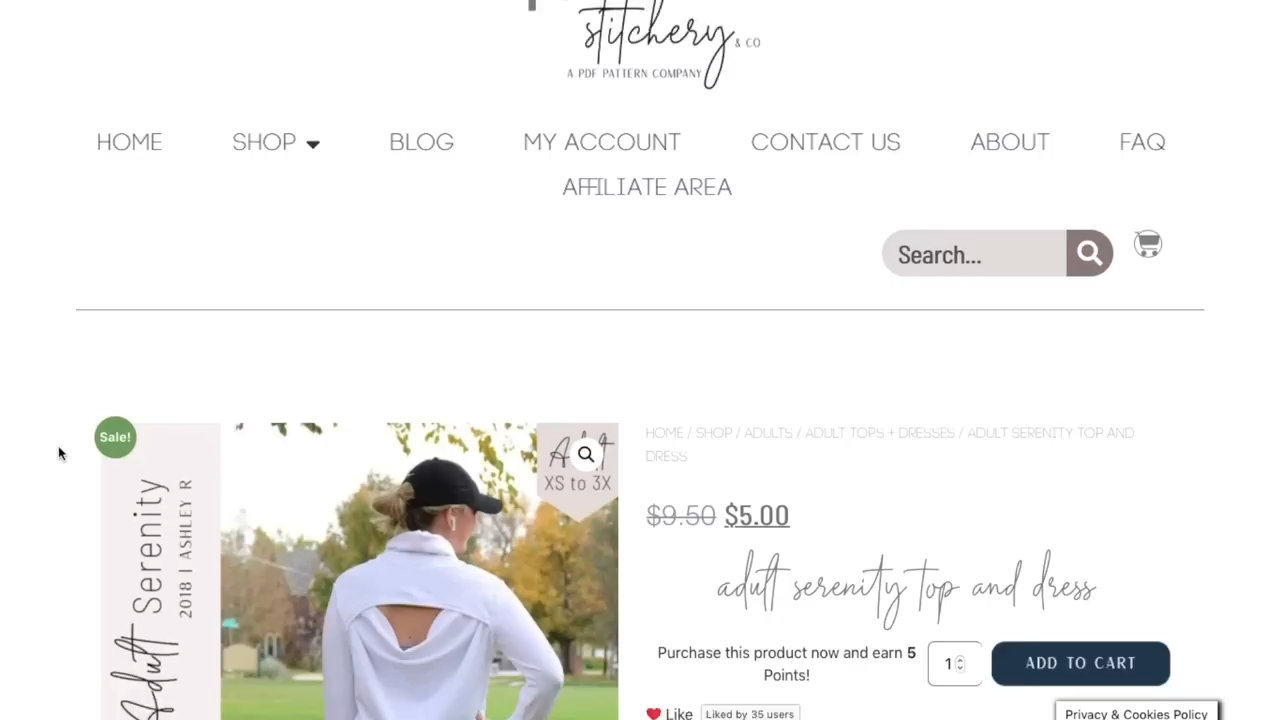 stitchery & CO
A PDF PATTERN COMPANY
HOME SHOP BLOG MY ACCOUNT CONTACT US ABOUT FAQ
AFFILIATE AREA
Search...
Sale!
Adult Serenity
2018 | ASHLEY R
Adult
XS to 3X
HOME / SHOP / ADULTS / ADULT TOPS + DRESSES / ADULT SERENITY TOP AND
DRESS
$9.50 $5.00
adult serenity top and dress
Purchase this product now and earn 5
Points!
1
ADD TO CART
Like Liked by 35 users
Privacy & Cookies Policy